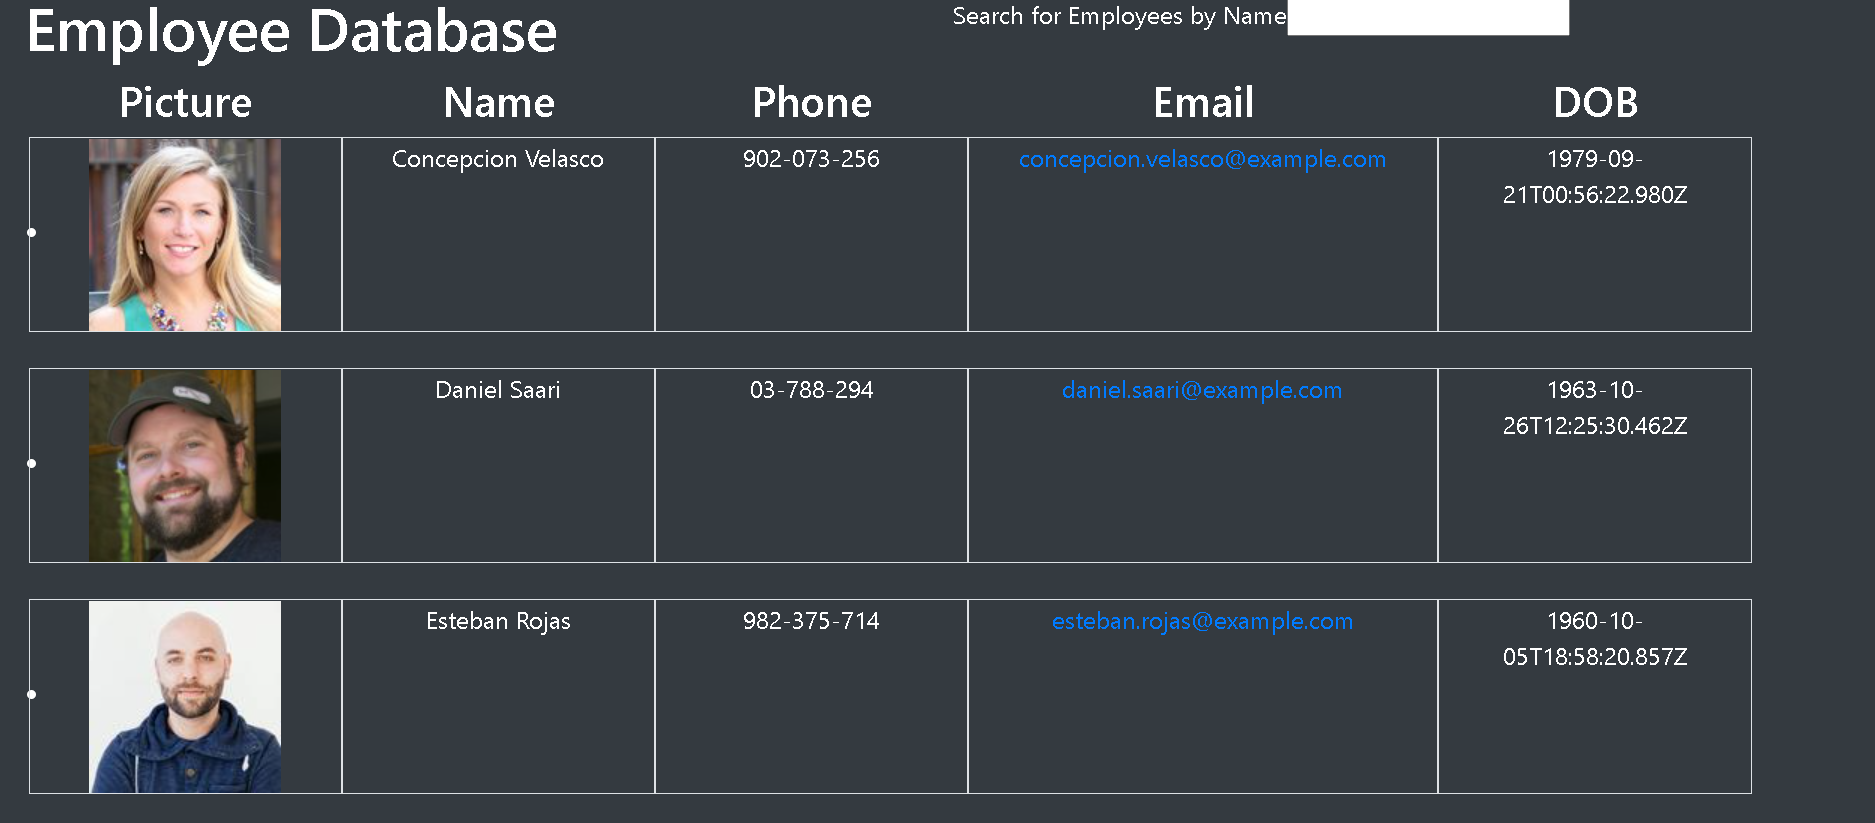 Employee Database
Search for Employees by Name
Picture Name Phone Email DOB
Concepcion Velasco 902-073-256 concepcion.velasco@example.com 1979-09-
21T00:56:22.980Z
Daniel Saari 03-788-294 daniel.saari@example.com 1963-10-
26T12:25:30.462Z
Esteban Rojas 982-375-714 esteban.rojas@example.com 1960-10-
05T18:58:20.857Z